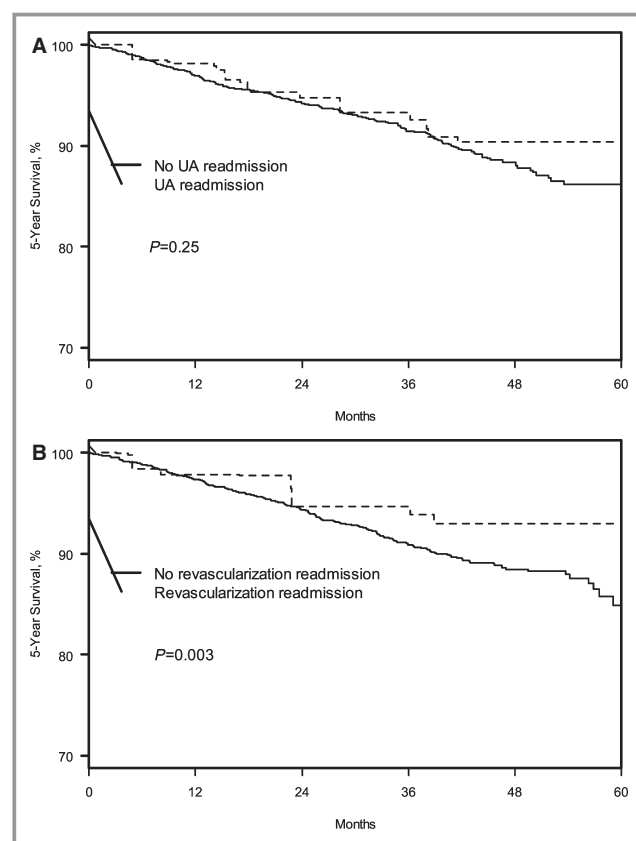 A
100
90
80
70
5-Year Survival, %
No UA readmission
UA readmission
P=0.25
0 12 24 36 48 60
Months
B
100
90
80
70
5-Year Survival, %
No revascularization readmission
Revascularization readmission
P=0.003
0 12 24 36 48 60
Months